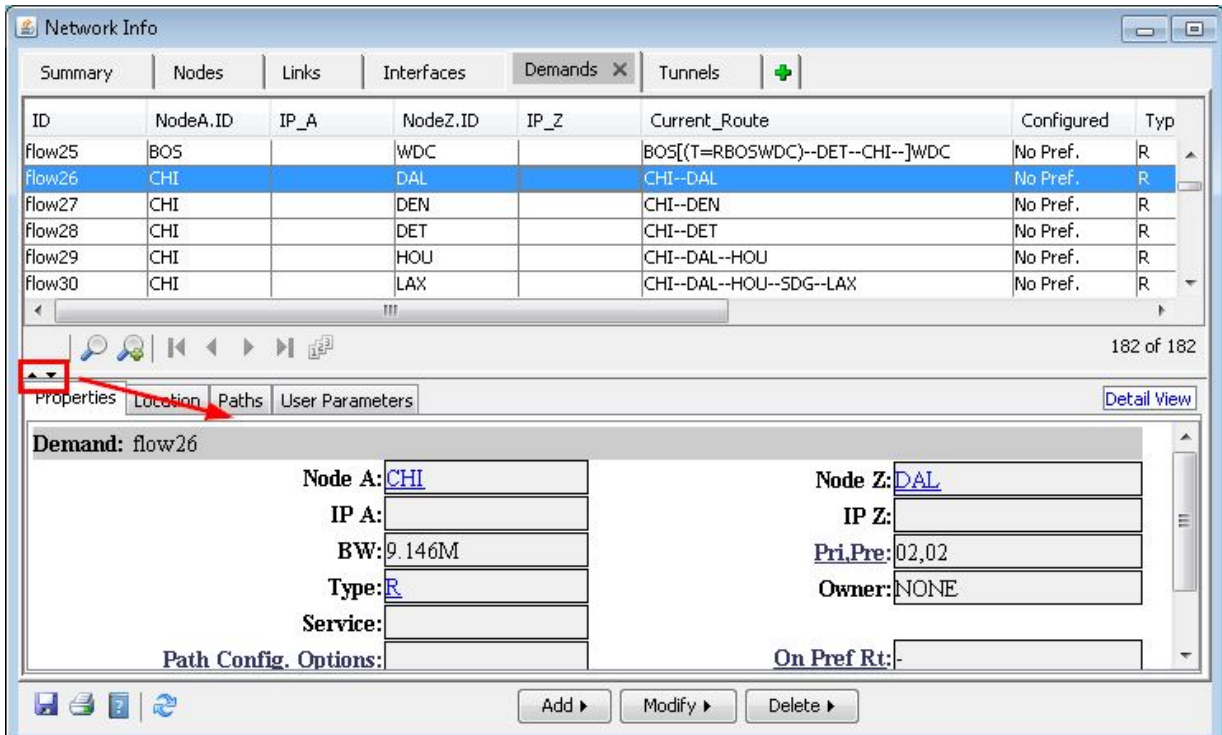 Network Info
Summary Nodes Links Interfaces Demands Tunnels
ID NodeA.ID IP_A NodeZ.ID IP_Z Current_Route Configured Typ
flow25 BOS WDC BOS[(T=RBOSWDC)--DET--CHI--]WDC No Pref. R
flow26 CHI DAL CHI--DAL No Pref. R
flow27 CHI DEN CHI--DEN No Pref. R
flow28 CHI DET CHI--DET No Pref. R
flow29 CHI HOU CHI--DAL--HOU No Pref. R
flow30 CHI LAX CHI--DAL--HOU--SDG--LAX No Pref. R
182 of 182
Properties Location Paths User Parameters Detail View
Demand: flow26
Node A: CHI Node Z: DAL
IP A: IP Z:
BW: 9.146M Pri,Pre: 02,02
Type: R Owner: NONE
Service:
Path Config. Options: On Pref Rt: -
Add Modify Delete